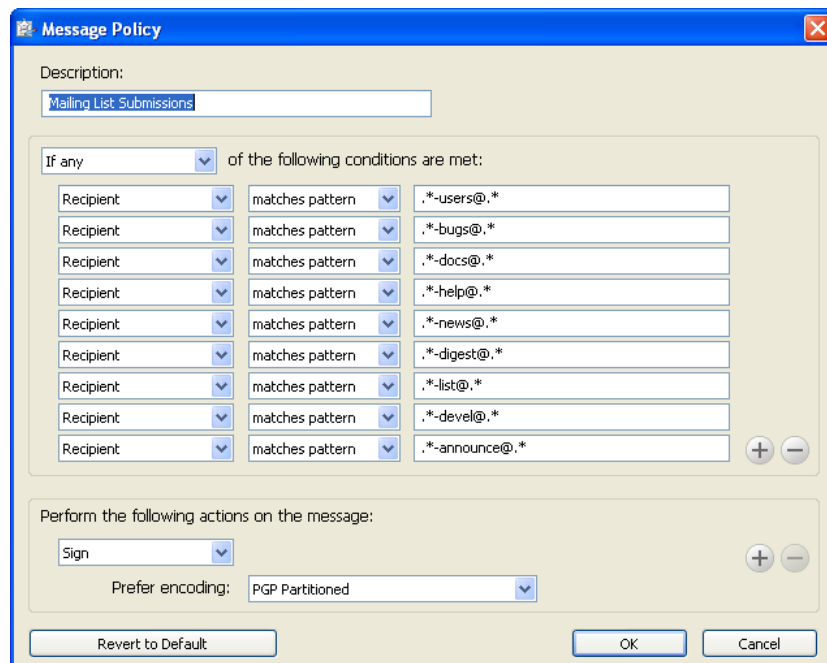 Message Policy
Description:
Mailing List Submissions
If any of the following conditions are met:
Recipient matches pattern .*-users@.*
Recipient matches pattern .*-bugs@.*
Recipient matches pattern .*-docs@.*
Recipient matches pattern .*-help@.*
Recipient matches pattern .*-news@.*
Recipient matches pattern .*-digest@.*
Recipient matches pattern .*-list@.*
Recipient matches pattern .*-devel@.*
Recipient matches pattern .*-announce@.*
Perform the following actions on the message:
Sign
Prefer encoding: PGP Partitioned
Revert to Default OK Cancel